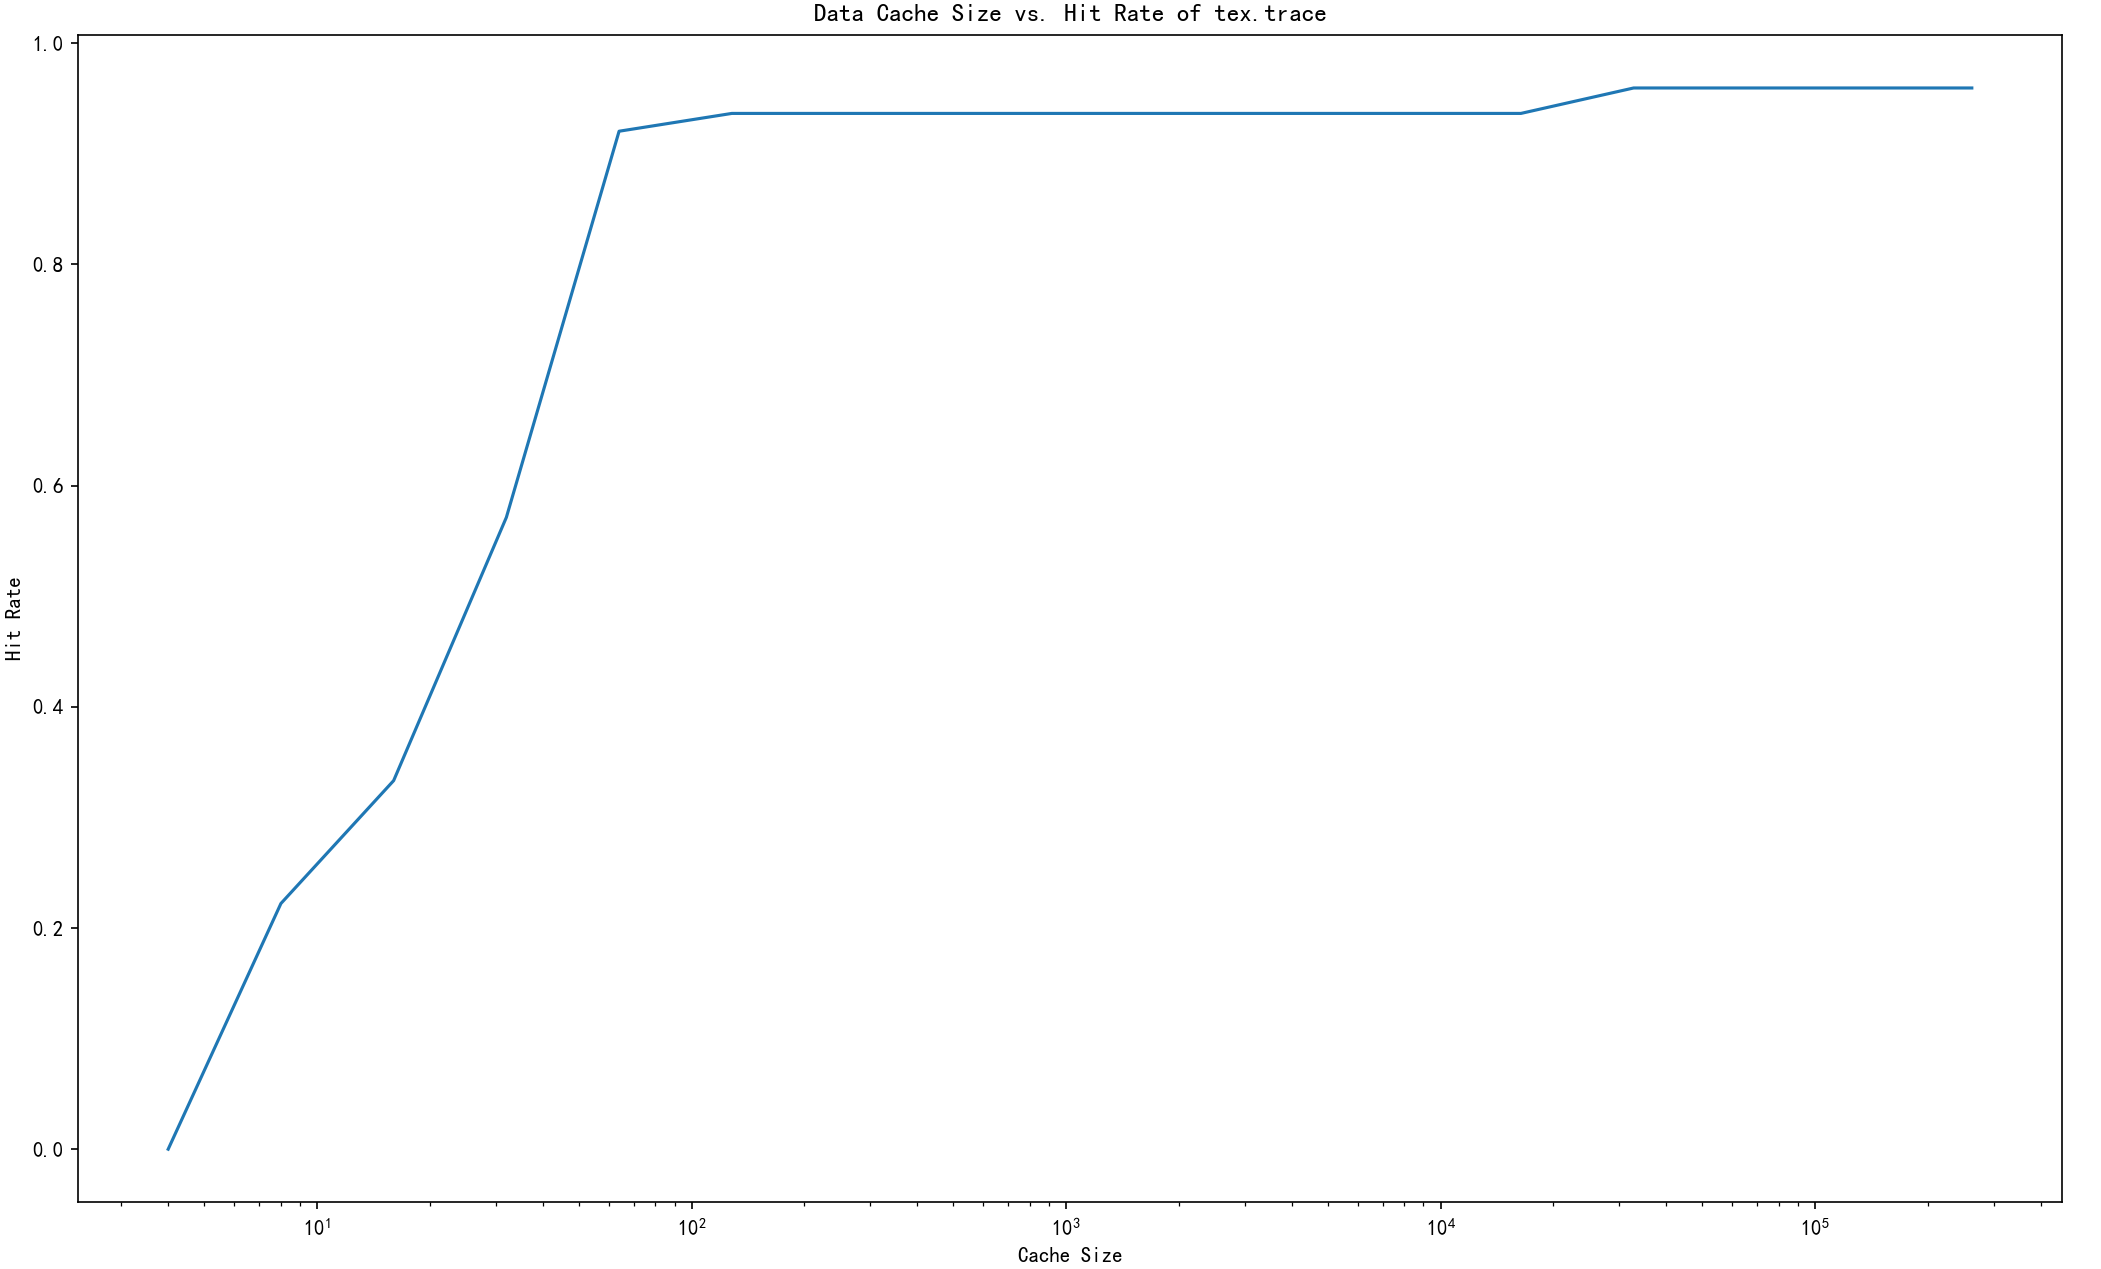 Data Cache Size vs. Hit Rate of tex.trace
1.0
0.8
0.6
0.4
0.2
0.0
Hit Rate
10¹ 10² 10³ 10⁴ 10⁵
Cache Size